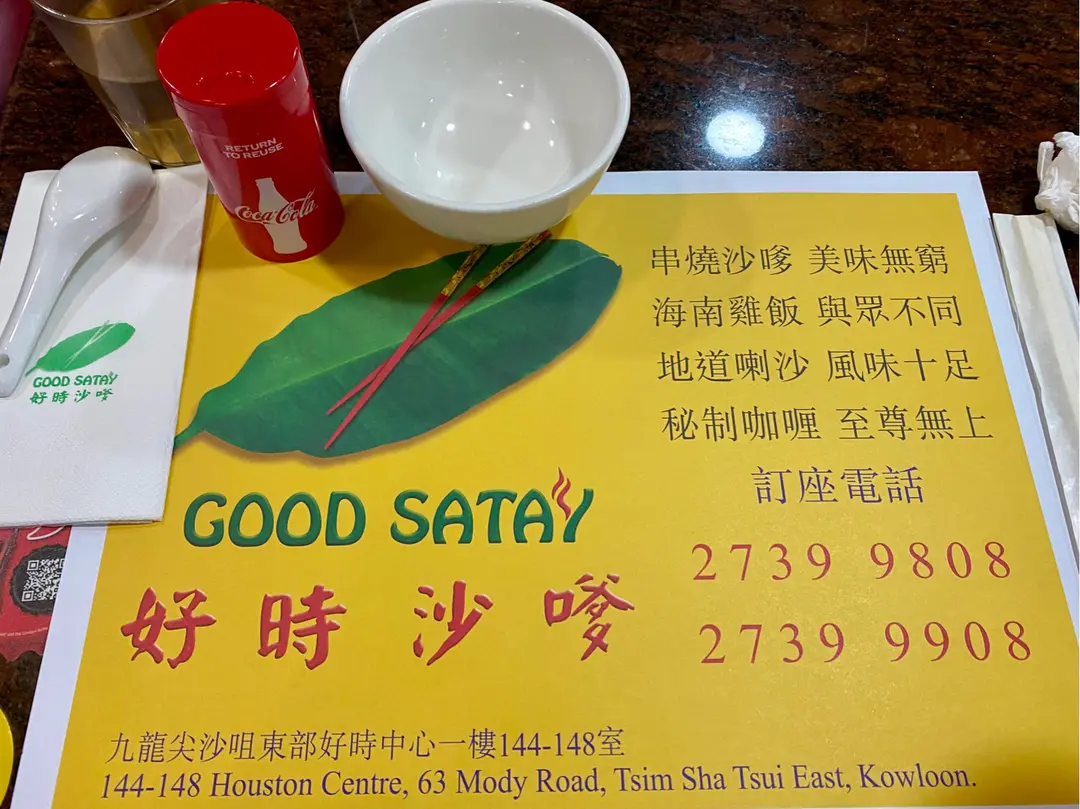 RETURN
TO REUSE
Coca-Cola
GOOD SATAY
好時沙嗲
串燒沙嗲 美味無窮
海南雞飯 與眾不同
地道喇沙 風味十足
秘制咖喱 至尊無上
訂座電話
2739 9808
2739 9908
GOOD SATAY
好時沙嗲
九龍尖沙咀東部好時中心一樓144-148室
144-148 Houston Centre, 63 Mody Road, Tsim Sha Tsui East, Kowloon.